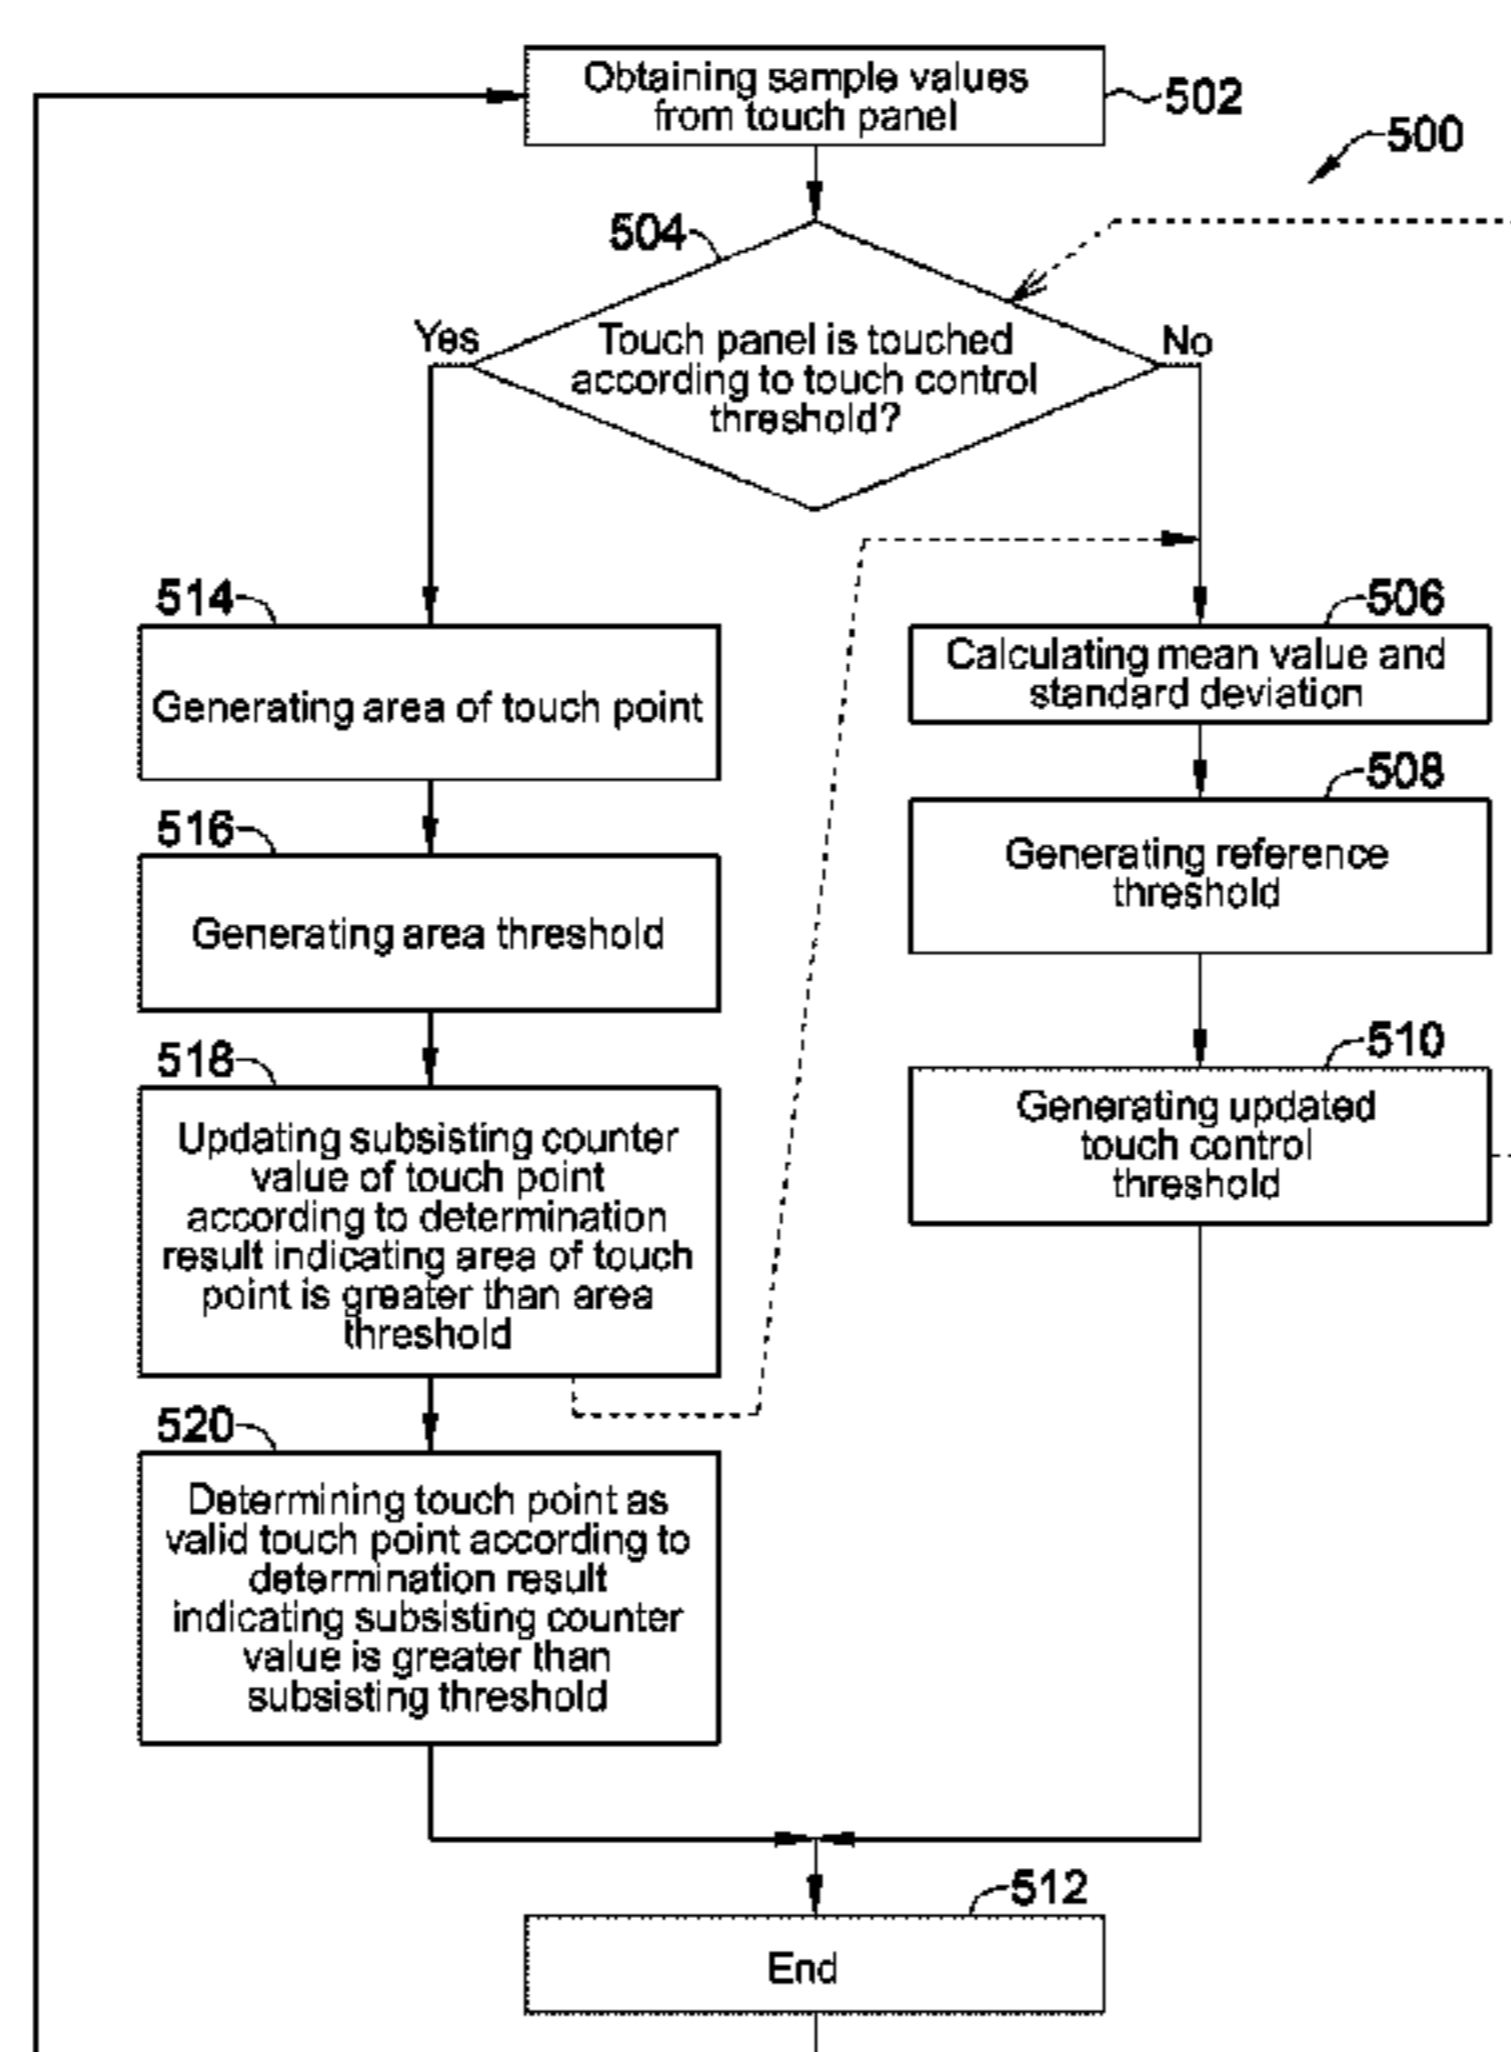 Obtaining sample values
from touch panel
502
500
504
Yes
Touch panel is touched
according to touch control
threshold?
No
514
Generating area of touch point
506
Calculating mean value and
standard deviation
516
Generating area threshold
508
Generating reference
threshold
518
Updating subsisting counter
value of touch point
according to determination
result indicating area of touch
point is greater than area
threshold
510
Generating updated
touch control
threshold
520
Determining touch point as
valid touch point according to
determination result
indicating subsisting counter
value is greater than
subsisting threshold
512
End